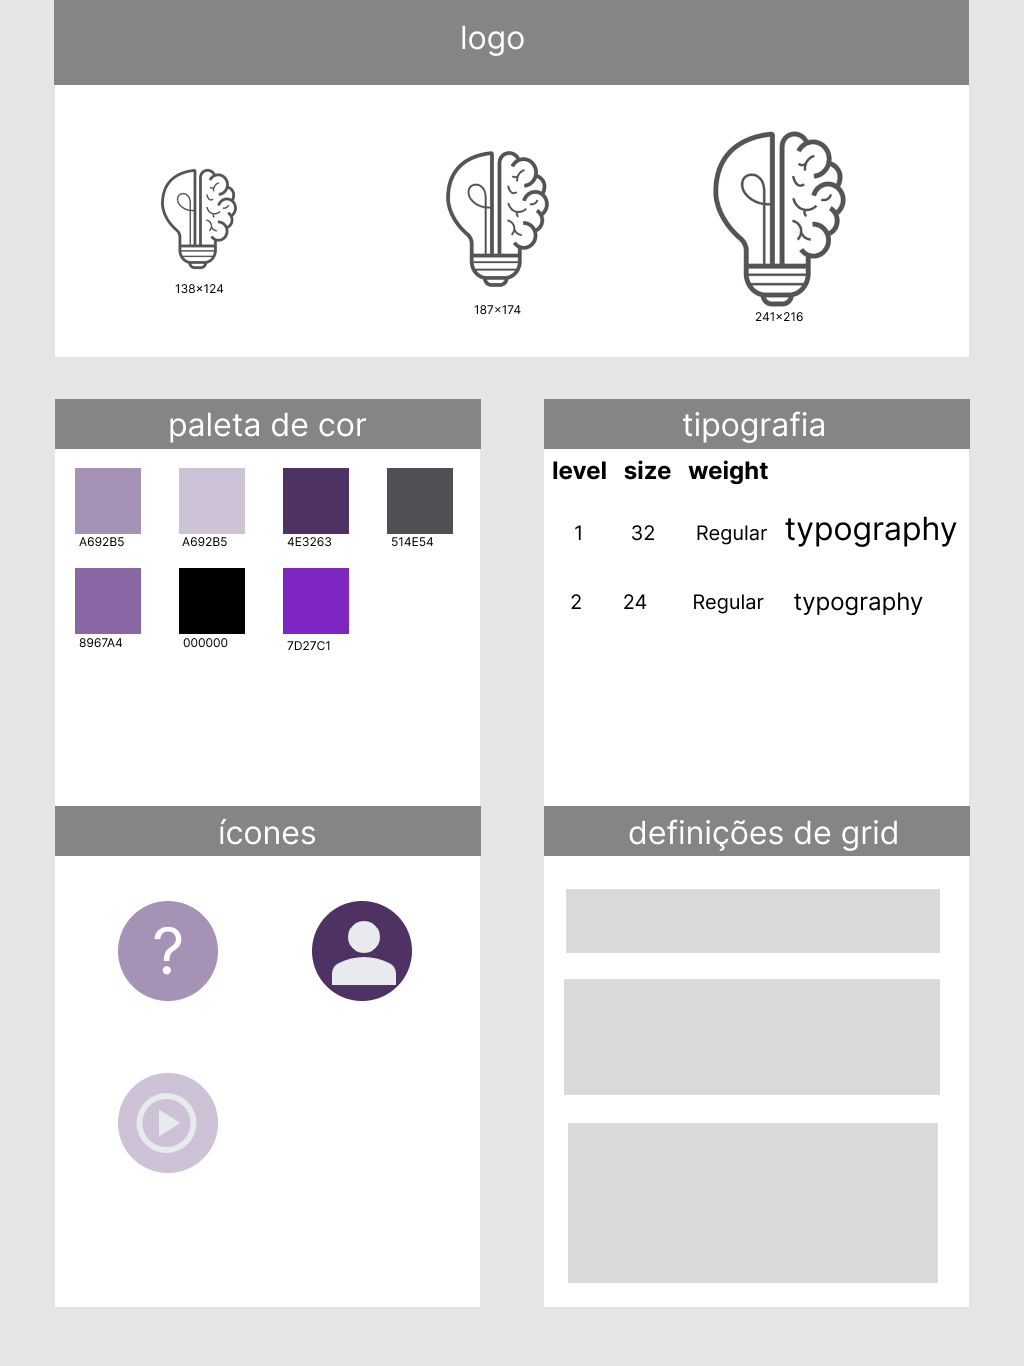 logo
138×124
187×174
241×216
paleta de cor
A692B5
A692B5
4E3263
514E54
8967A4
000000
7D27C1
tipografia
level size weight
1 32 Regular typography
2 24 Regular typography
ícones
?
definições de grid